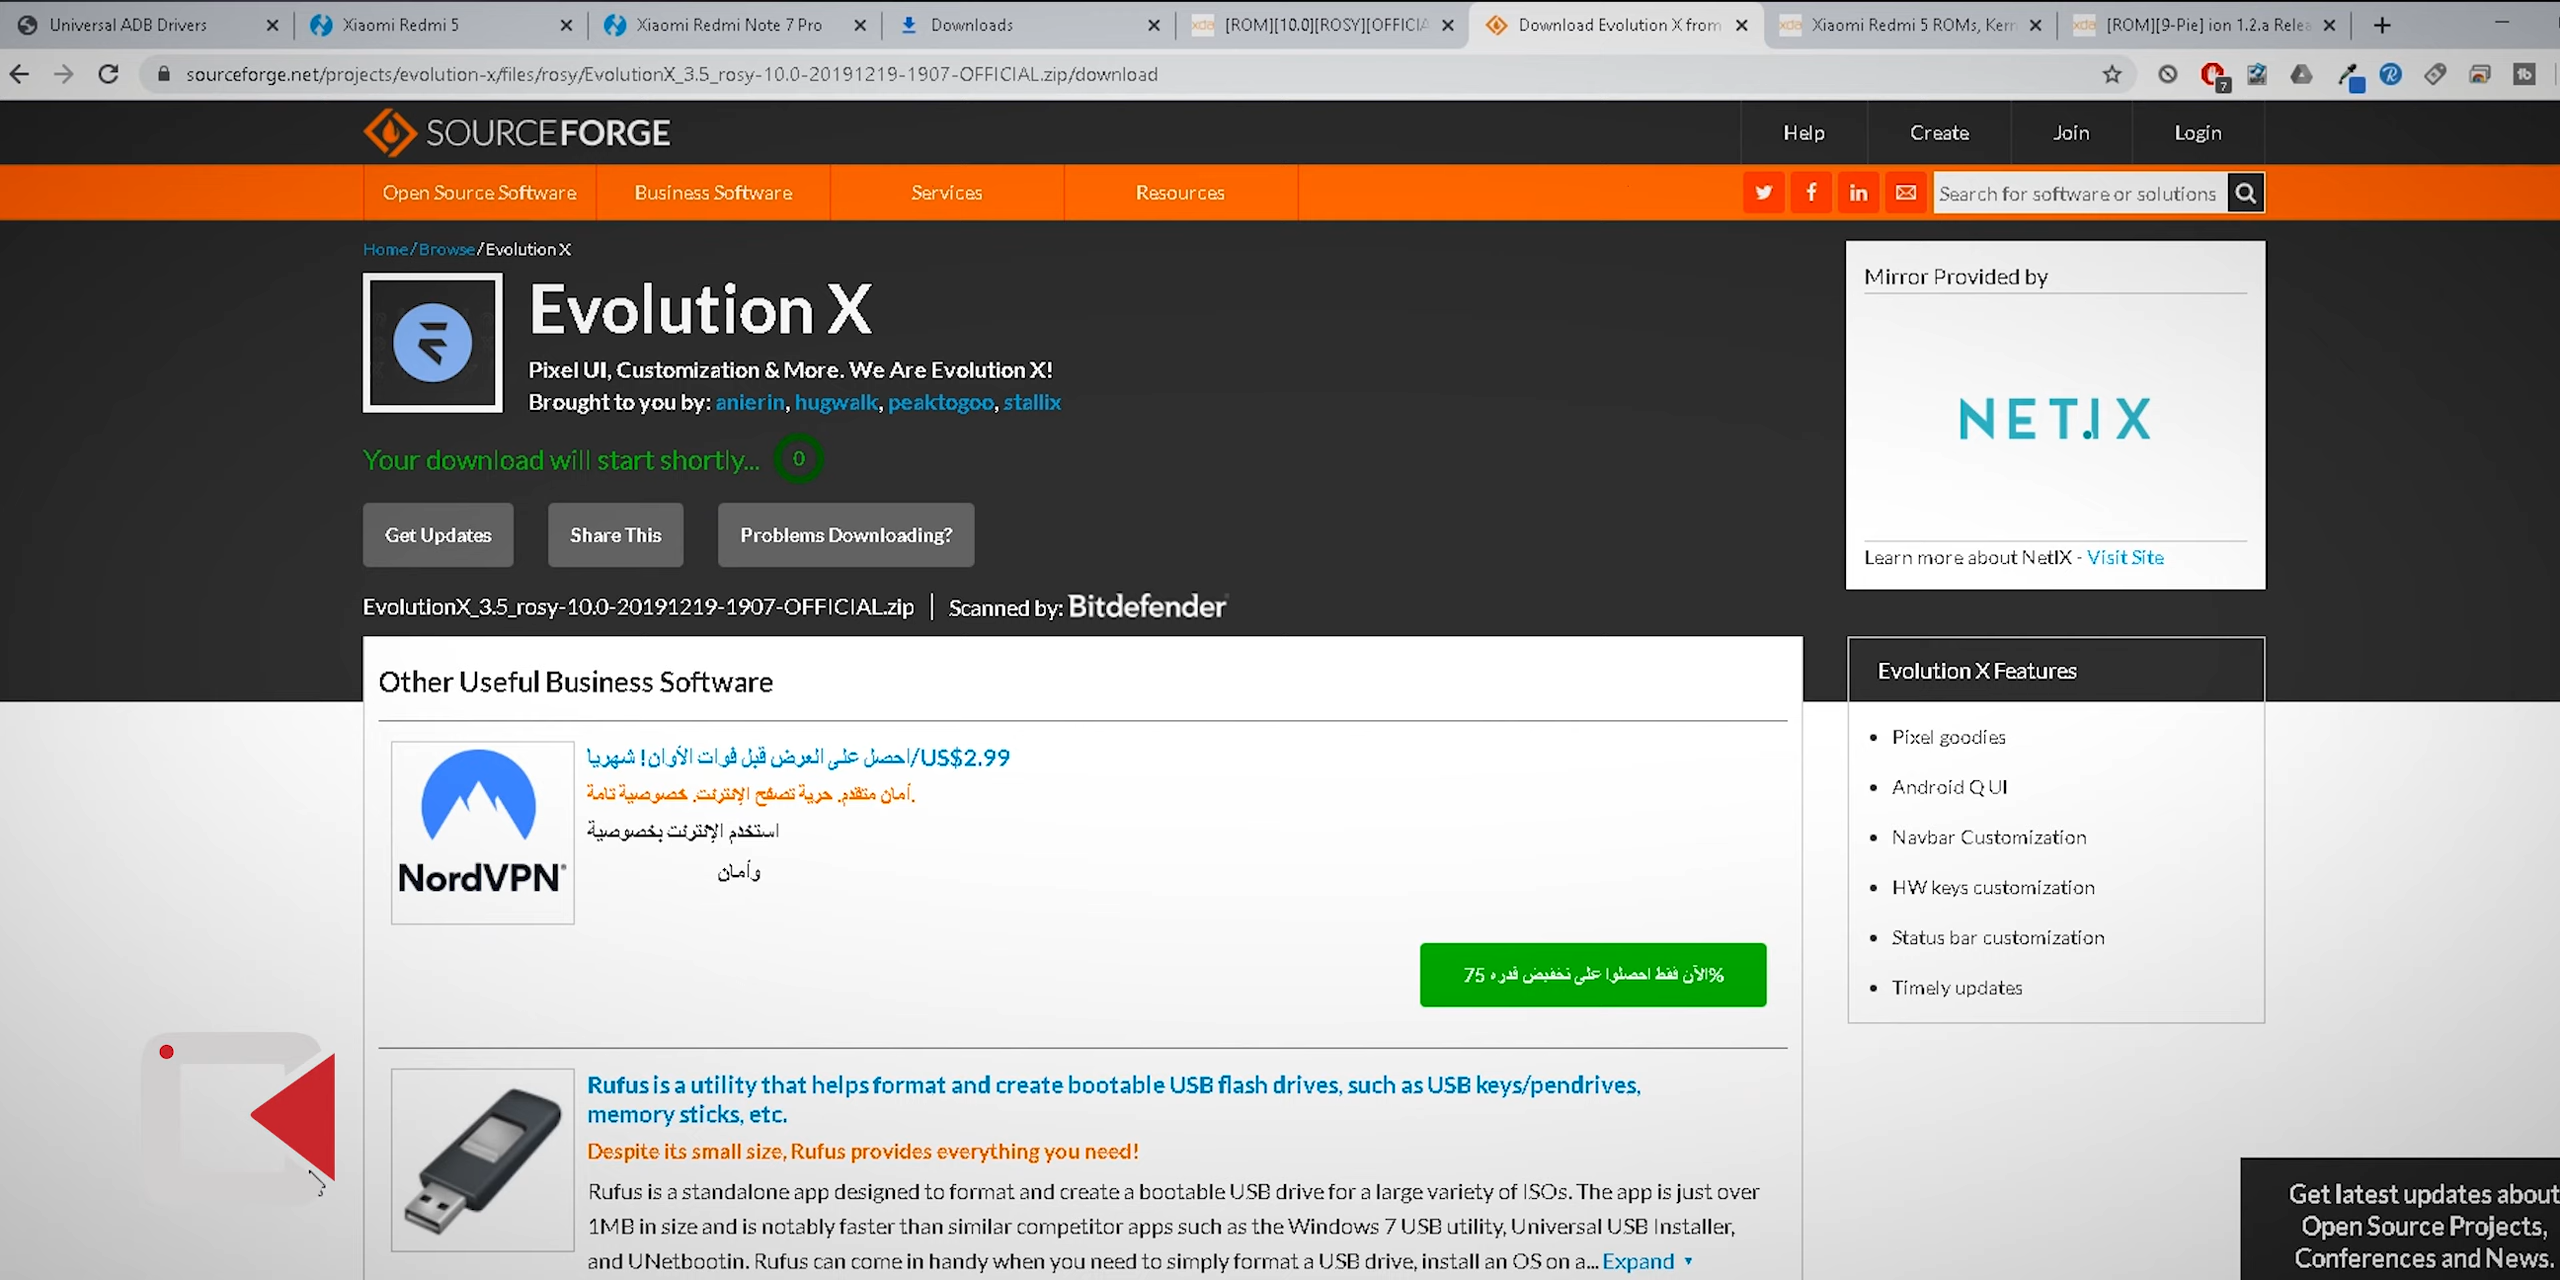 Universal ADB Drivers
Xiaomi Redmi 5
Xiaomi Redmi Note 7 Pro
Downloads
[ROM][10.0][ROSY][OFFICIA
Download Evolution X from
Xiaomi Redmi 5 ROMs, Kern
[ROM][9-Pie] ion 1.2.a Relea
sourceforge.net/projects/evolution-x/files/rosy/EvolutionX_3.5_rosy-10.0-20191219-1907-OFFICIAL.zip/download
7
SOURCEFORGE
Help
Create
Join
Login
Open Source Software
Business Software
Services
Resources
Search for software or solutions
Home/Browse/Evolution X
Evolution X
Pixel UI, Customization & More. We Are Evolution X!
Brought to you by: anierin, hugwalk, peaktogoo, stallix
Your download will start shortly... 0
Get Updates
Share This
Problems Downloading?
EvolutionX_3.5_rosy-10.0-20191219-1907-OFFICIAL.zip | Scanned by: Bitdefender
Mirror Provided by
NETIX
Learn more about NetIX - Visit Site
Other Useful Business Software
NordVPN®
احصل على العرض قبل فوات الأوان! شهريا/US$2.99
أمان متقدم. حرية تصفح الإنترنت. خصوصية تامة.
استخدم الإنترنت بخصوصية
وأمان
الآن فقط احصلوا على تخفيض قدره 75%
Rufus is a utility that helps format and create bootable USB flash drives, such as USB keys/pendrives,
memory sticks, etc.
Despite its small size, Rufus provides everything you need!
Rufus is a standalone app designed to format and create a bootable USB drive for a large variety of ISOs. The app is just over
1MB in size and is notably faster than similar competitor apps such as the Windows 7 USB utility, Universal USB Installer,
and UNetbootin. Rufus can come in handy when you need to simply format a USB drive, install an OS on a... Expand
Evolution X Features
Pixel goodies
Android Q UI
Navbar Customization
HW keys customization
Status bar customization
Timely updates
Get latest updates about
Open Source Projects,
Conferences and News.